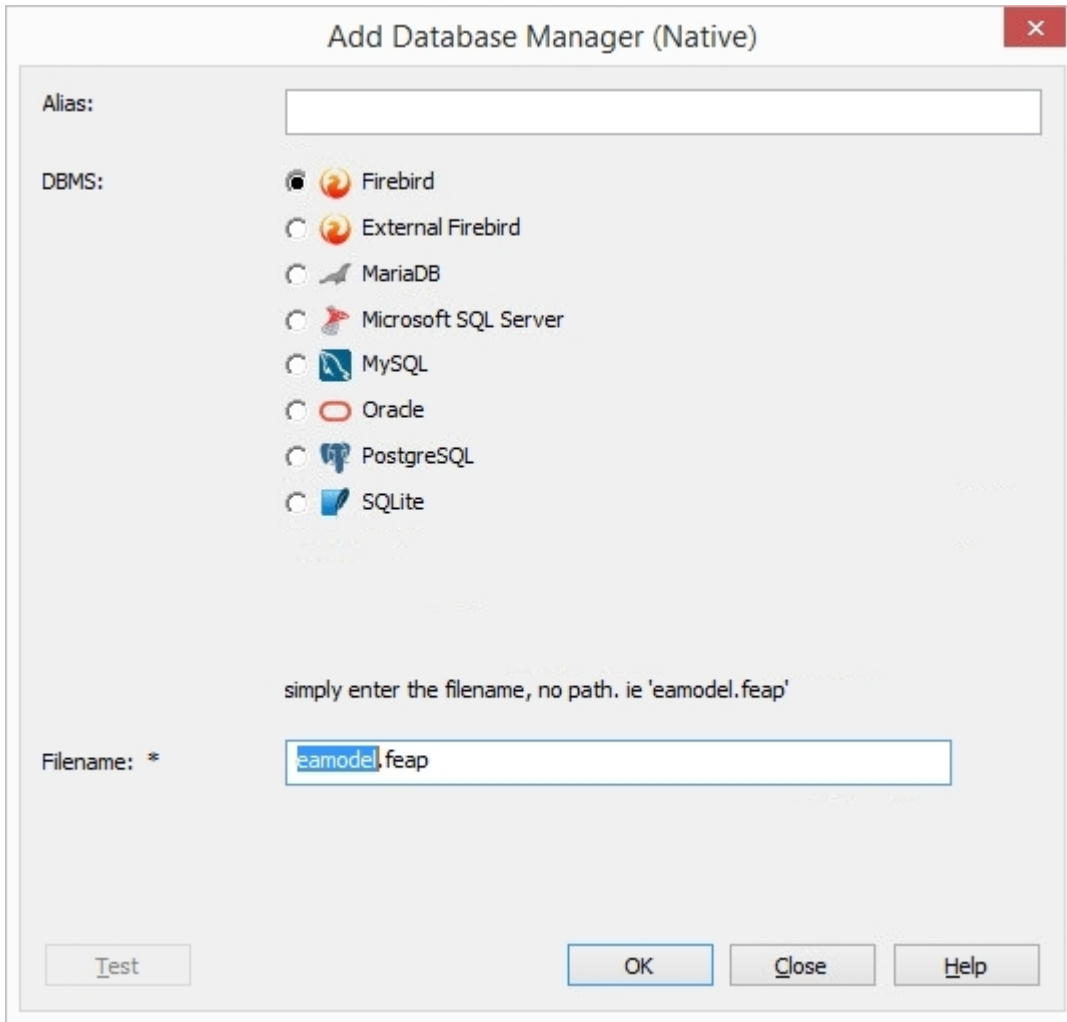 Add Database Manager (Native)
Alias:
DBMS:
Firebird
External Firebird
MariaDB
Microsoft SQL Server
MySQL
Oracle
PostgreSQL
SQLite
simply enter the filename, no path. ie 'eamodel.feap'
Filename: *
eamodel.feap
Test
OK
Close
Help